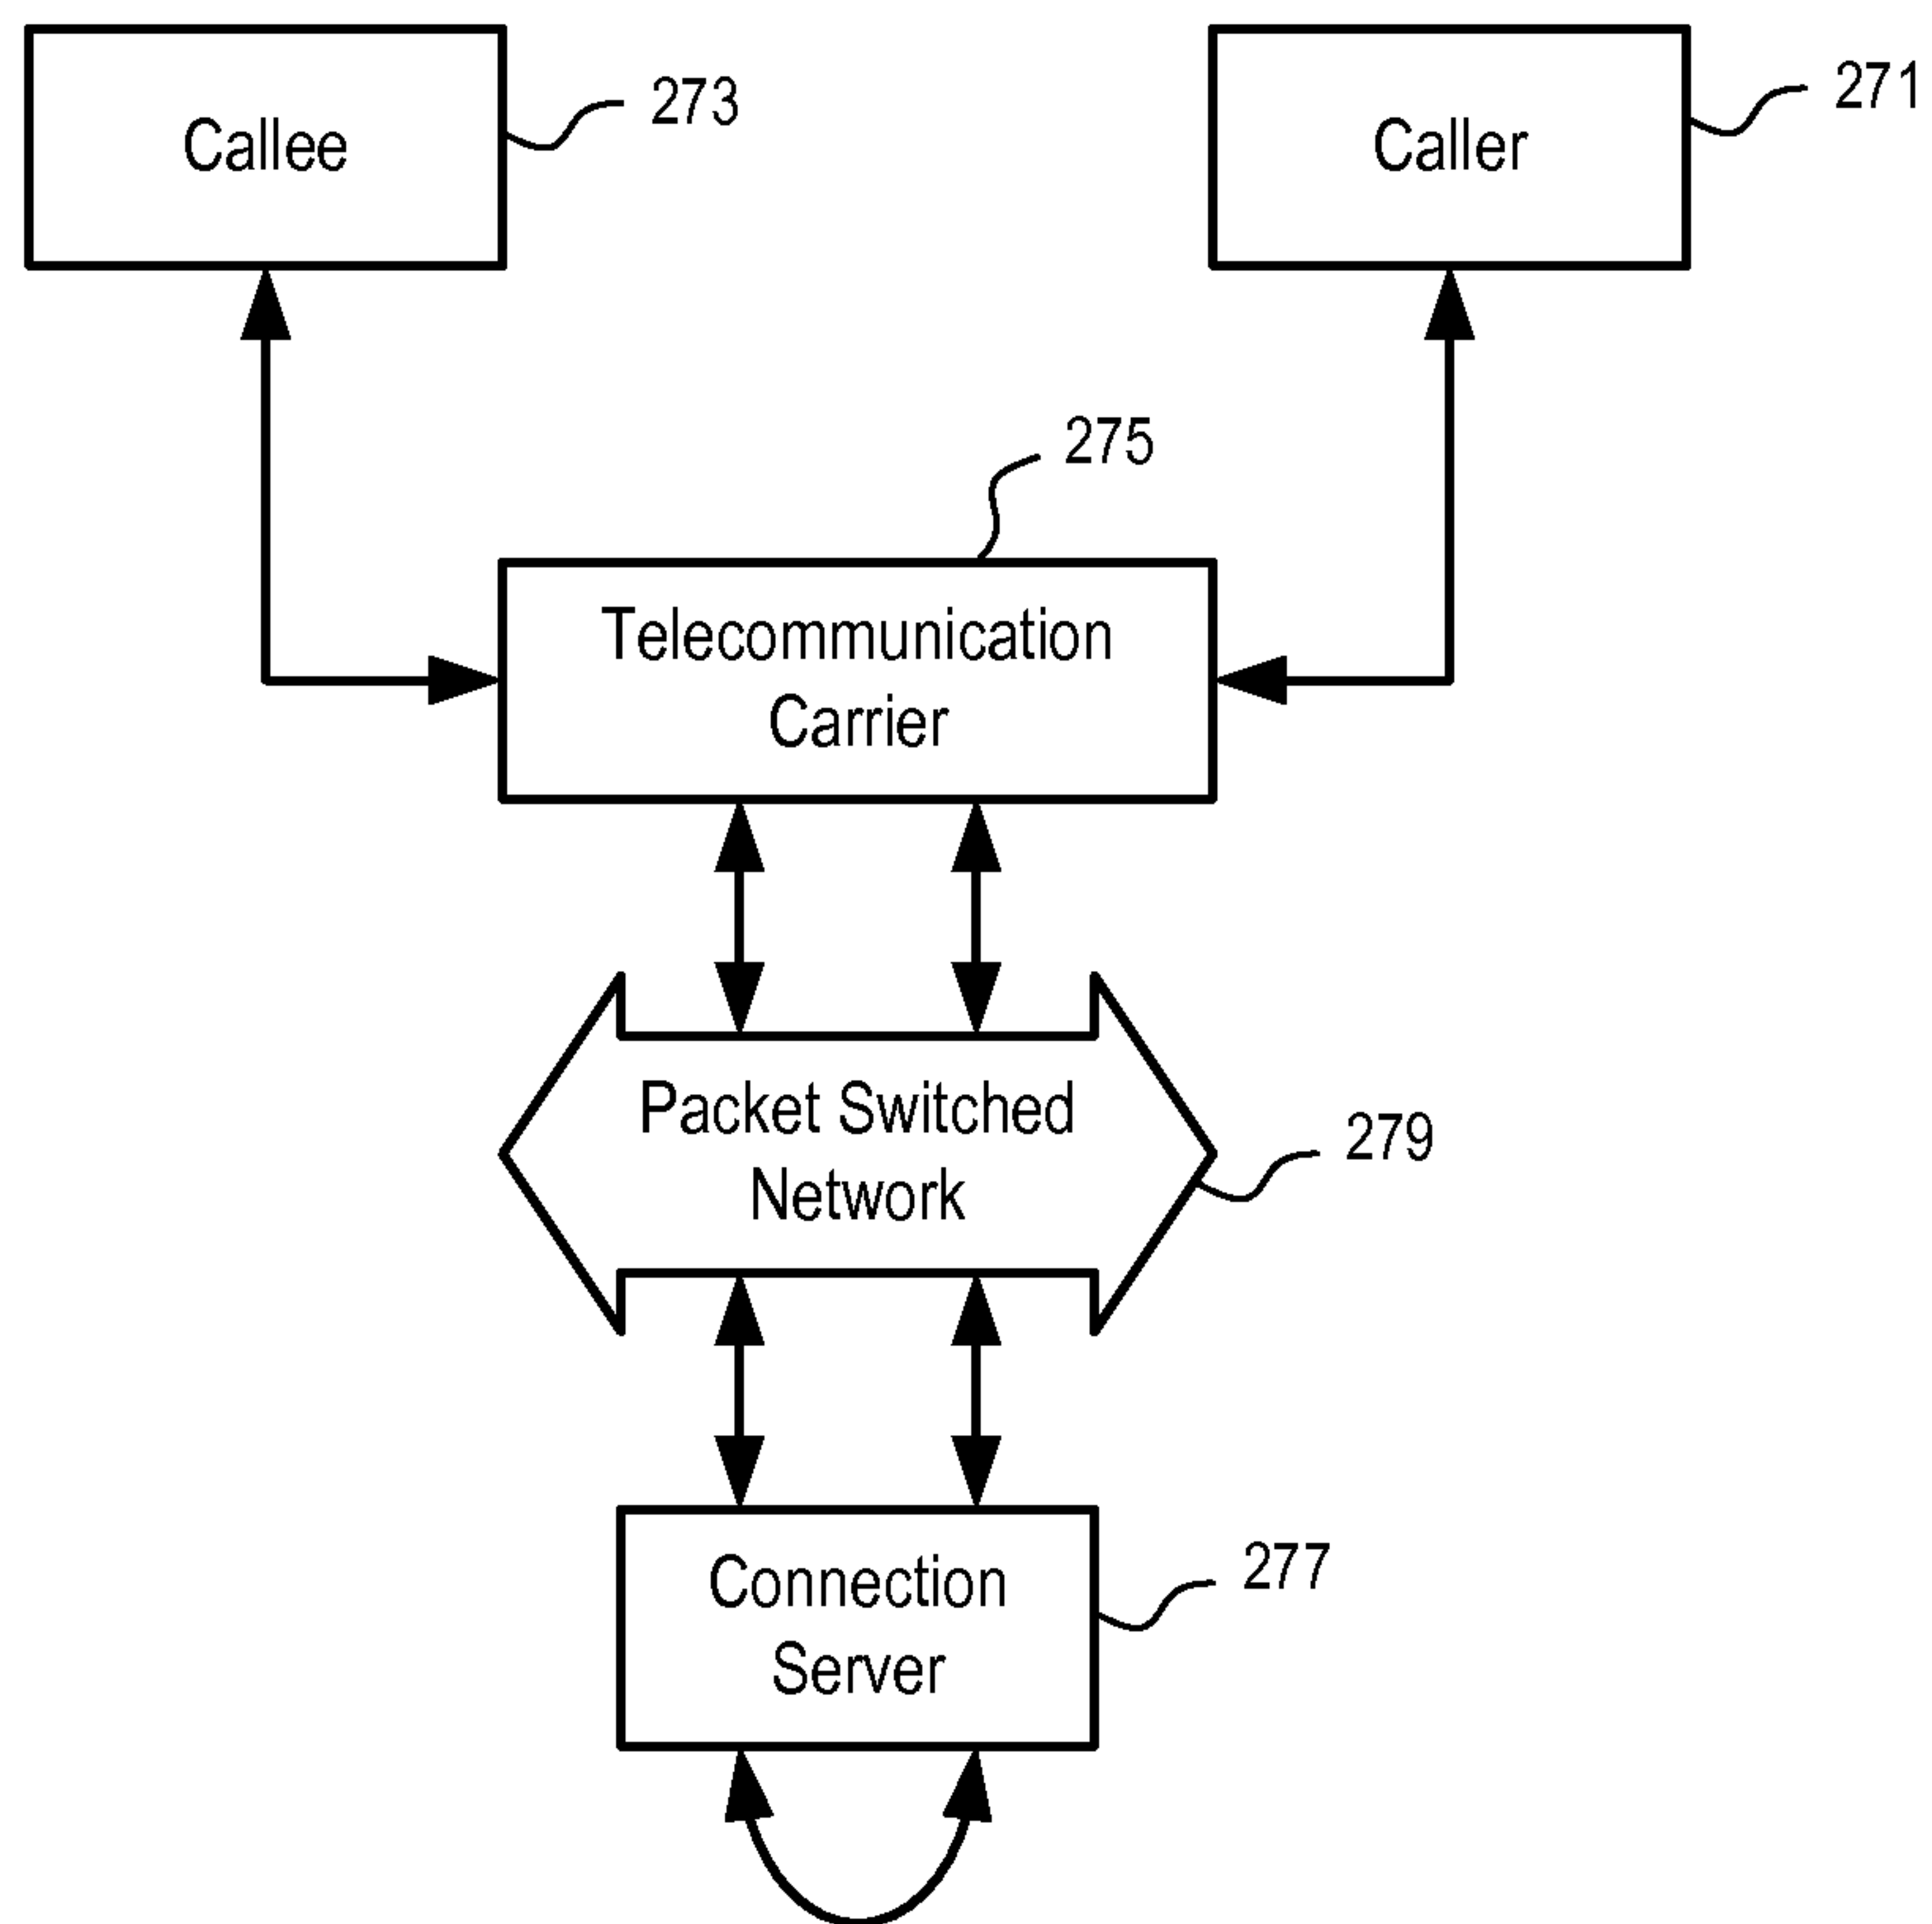 Callee
273
Caller
271
275
Telecommunication
Carrier
Packet Switched
Network
279
Connection
Server
277